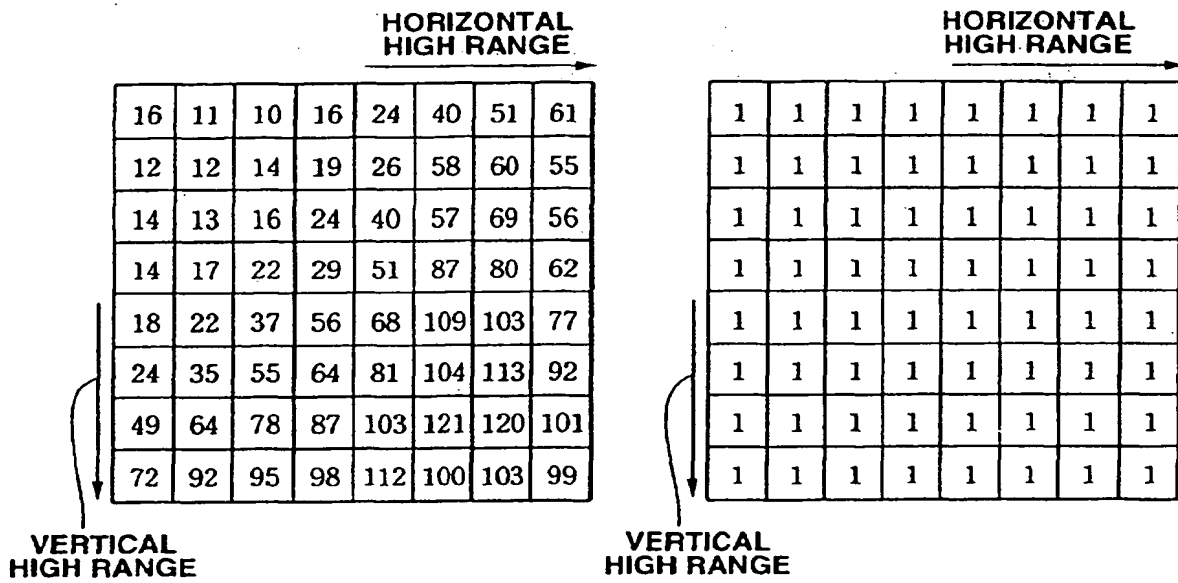 HORIZONTAL
HIGH RANGE
16 11 10 16 24 40 51 61
12 12 14 19 26 58 60 55
14 13 16 24 40 57 69 56
14 17 22 29 51 87 80 62
18 22 37 56 68 109 103 77
24 35 55 64 81 104 113 92
49 64 78 87 103 121 120 101
72 92 95 98 112 100 103 99
VERTICAL
HIGH RANGE
HORIZONTAL
HIGH RANGE
1 1 1 1 1 1 1 1
1 1 1 1 1 1 1 1
1 1 1 1 1 1 1 1
1 1 1 1 1 1 1 1
1 1 1 1 1 1 1 1
1 1 1 1 1 1 1 1
1 1 1 1 1 1 1 1
1 1 1 1 1 1 1 1
VERTICAL
HIGH RANGE